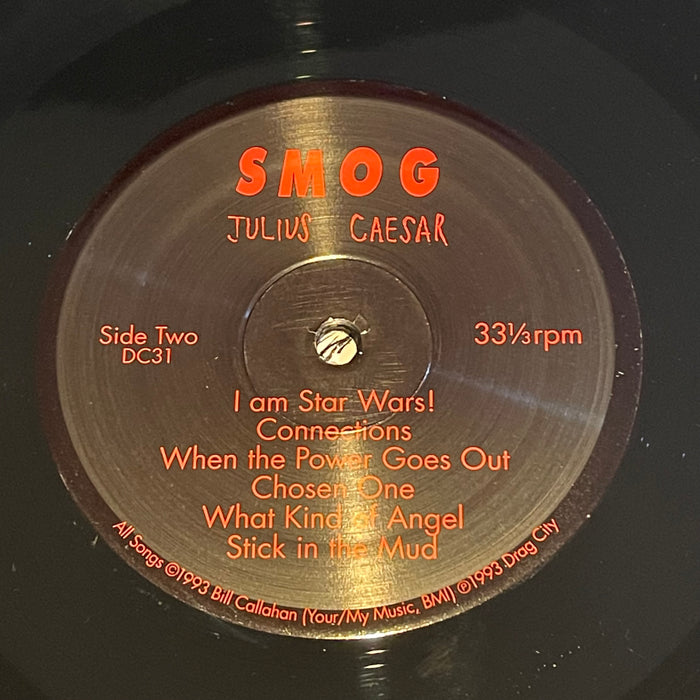 SMOG
JULIUS CAESAR
Side Two
DC31
33⅓rpm
I am Star Wars!
Connections
When the Power Goes Out
Chosen One
What Kind of Angel
Stick in the Mud
All Songs ©1993 Bill Callahan (Your/My Music, BMI) ℗1993 Drag City